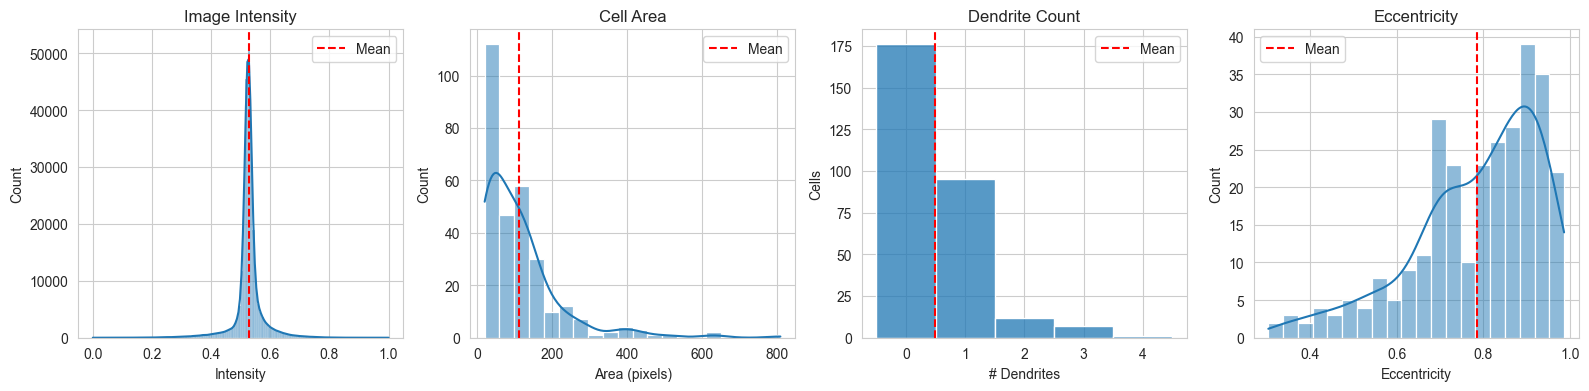 Image Intensity
Mean
50000
40000
30000
20000
10000
0
Count
0.0 0.2 0.4 0.6 0.8 1.0
Intensity
Cell Area
Mean
100
80
60
40
20
0
Count
0 200 400 600 800
Area (pixels)
Dendrite Count
Mean
175
150
125
100
75
50
25
0
Cells
0 1 2 3 4
# Dendrites
Eccentricity
Mean
40
35
30
25
20
15
10
5
0
Count
0.4 0.6 0.8 1.0
Eccentricity